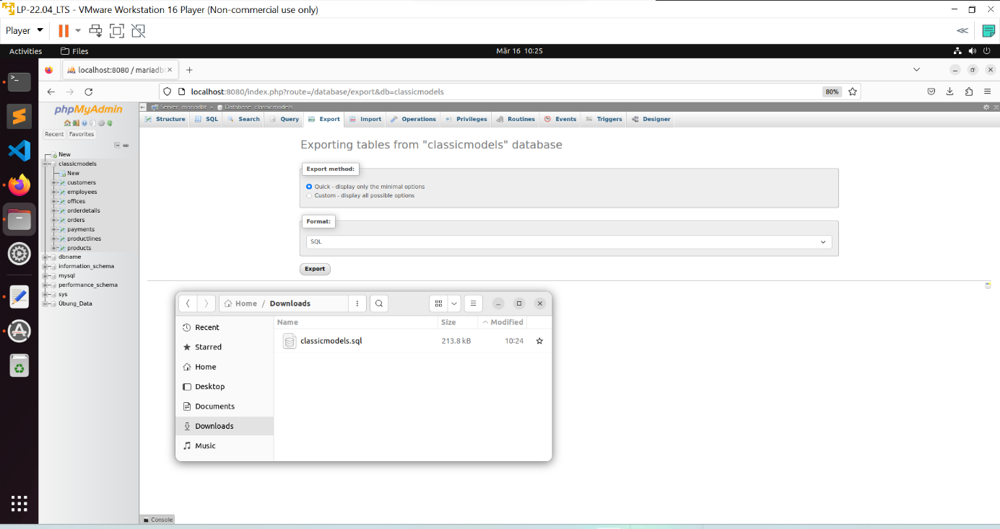 LP-22.04_LTS - VMware Workstation 16 Player (Non-commercial use only)
Player
Activities
Files
Mär 16 10:25
localhost:8080 / mariadbt
localhost:8080/index.php?route=/database/export&db=classicmodels
80%
phpMyAdmin
Recent Favorites
New
classicmodels
New
customers
employees
offices
orderdetails
orders
payments
productlines
products
dbname
information_schema
mysql
performance_schema
sys
Übung_Data
Server: mariadbt » Database: classicmodels
Structure SQL Search Query Export Import Operations Privileges Routines Events Triggers Designer
Exporting tables from "classicmodels" database
Export method:
Quick - display only the minimal options
Custom - display all possible options
Format:
SQL
Export
Home / Downloads
Recent
Starred
Home
Desktop
Documents
Downloads
Music
Name Size Modified
classicmodels.sql 213.8 kB 10:24
Console